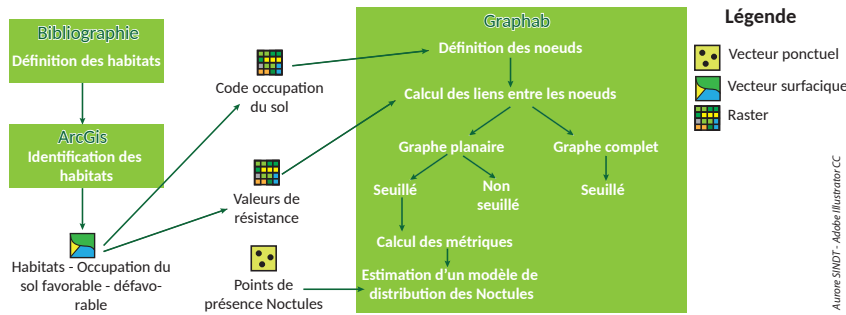 Bibliographie
Définition des habitats
ArcGis
Identification des
habitats
Habitats - Occupation du
sol favorable - défavo-
rable
Code occupation
du sol
Valeurs de
résistance
Points de
présence Noctules
Graphab
Définition des noeuds
Calcul des liens entre les noeuds
Graphe planaire
Graphe complet
Seuillé
Non
seuillé
Seuillé
Calcul des métriques
Estimation d'un modèle de
distribution des Noctules
Légende
Vecteur ponctuel
Vecteur surfacique
Raster
Aurore SINDT - Adobe Illustrator CC